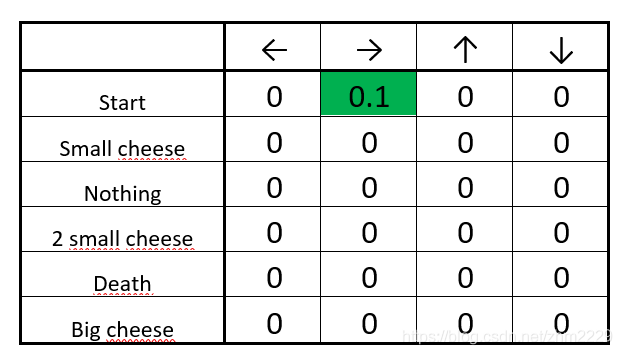 ← → ↑ ↓
Start 0 0.1 0 0
Small cheese 0 0 0 0
Nothing 0 0 0 0
2 small cheese 0 0 0 0
Death 0 0 0 0
Big cheese 0 0 0 0